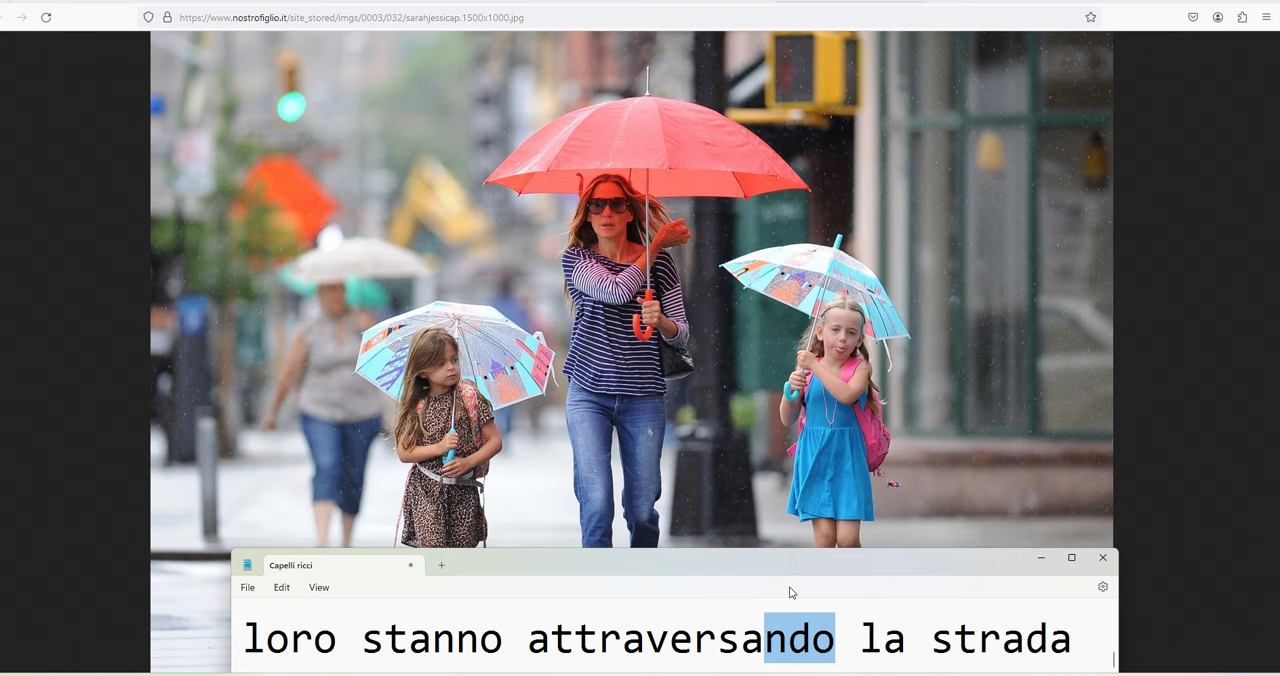 https://www.nostrofiglio.it/site_stored/imgs/0003/032/sarahjessicap.1500x1000.jpg
Capelli ricci
File Edit View
loro stanno attraversando la strada